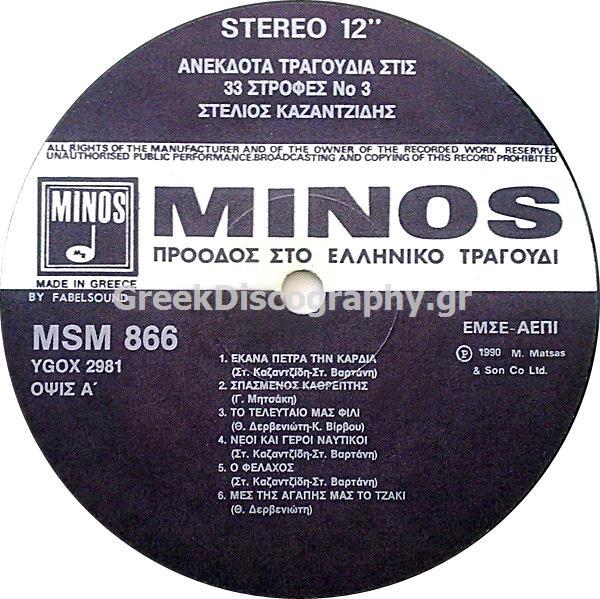 STEREO 12"
ΑΝΕΚΔΟΤΑ ΤΡΑΓΟΥΔΙΑ ΣΤΙΣ
33 ΣΤΡΟΦΕΣ Νο 3
ΣΤΕΛΙΟΣ ΚΑΖΑΝΤΖΙΔΗΣ
ALL RIGHTS OF THE MANUFACTURER AND OF THE OWNER OF THE RECORDED WORK RESERVED
UNAUTHORISED PUBLIC PERFORMANCE.BROADCASTING AND COPYING OF THIS RECORD PROHIBITED
MINOS
MINOS
ΠΡΟΟΔΟΣ ΣΤΟ ΕΛΛΗΝΙΚΟ ΤΡΑΓΟΥΔΙ
MADE IN GREECE
BY FABELSOUND
GreekDiscography.gr
MSM 866
YGOX 2981
ΟΨΙΣ Α΄
ΕΜΣΕ-ΑΕΠΙ
℗ 1990 M. Matsas
& Son Co Ltd.
1. ΕΚΑΝΑ ΠΕΤΡΑ ΤΗΝ ΚΑΡΔΙΑ
(Στ. Καζαντζίδη-Στ. Βαρτάνη)
2. ΣΠΑΣΜΕΝΟΣ ΚΑΘΡΕΠΤΗΣ
(Γ. Μητσάκη)
3. ΤΟ ΤΕΛΕΥΤΑΙΟ ΜΑΣ ΦΙΛΙ
(Θ. Δερβενιώτη-Κ. Βίρβου)
4. ΝΕΟΙ ΚΑΙ ΓΕΡΟΙ ΝΑΥΤΙΚΟΙ
(Στ. Καζαντζίδη-Στ. Βαρτάνη)
5. Ο ΦΕΛΑΧΟΣ
(Στ. Καζαντζίδη-Στ. Βαρτάνη)
6. ΜΕΣ ΤΗΣ ΑΓΑΠΗΣ ΜΑΣ ΤΟ ΤΖΑΚΙ
(Θ. Δερβενιώτη)